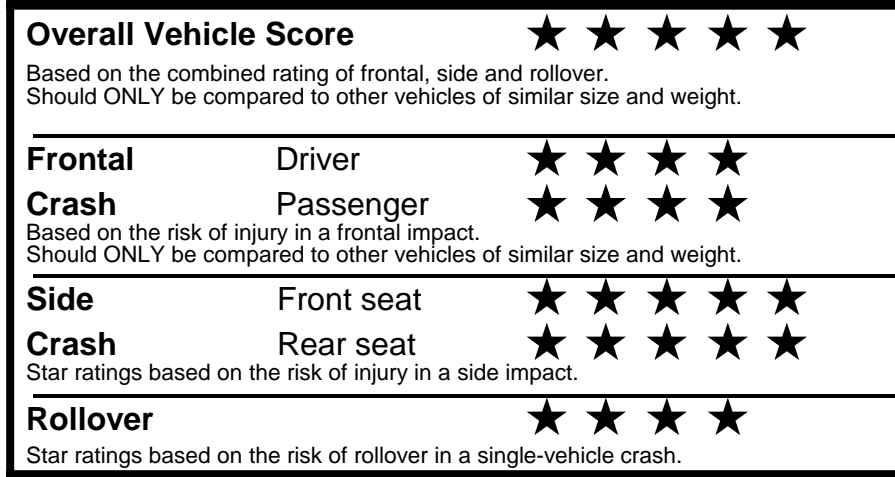 Overall Vehicle Score ★ ★ ★ ★ ★
Based on the combined rating of frontal, side and rollover.
Should ONLY be compared to other vehicles of similar size and weight.
Frontal Driver ★ ★ ★ ★
Crash Passenger ★ ★ ★ ★
Based on the risk of injury in a frontal impact.
Should ONLY be compared to other vehicles of similar size and weight.
Side Front seat ★ ★ ★ ★ ★
Crash Rear seat ★ ★ ★ ★ ★
Star ratings based on the risk of injury in a side impact.
Rollover ★ ★ ★ ★
Star ratings based on the risk of rollover in a single-vehicle crash.